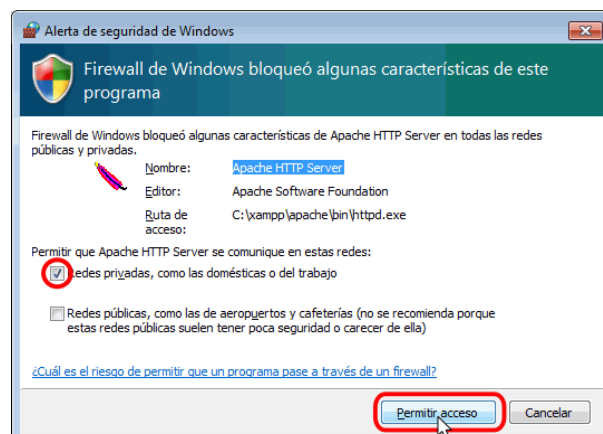 Alerta de seguridad de Windows
Firewall de Windows bloqueó algunas características de este
programa
Firewall de Windows bloqueó algunas características de Apache HTTP Server en todas las redes
públicas y privadas.
Nombre: Apache HTTP Server
Editor: Apache Software Foundation
Ruta de acceso: C:\xampp\apache\bin\httpd.exe
Permitir que Apache HTTP Server se comunique en estas redes:
Redes privadas, como las domésticas o del trabajo
Redes públicas, como las de aeropuertos y cafeterías (no se recomienda porque
estas redes públicas suelen tener poca seguridad o carecer de ella)
¿Cuál es el riesgo de permitir que un programa pase a través de un firewall?
Permitir acceso Cancelar